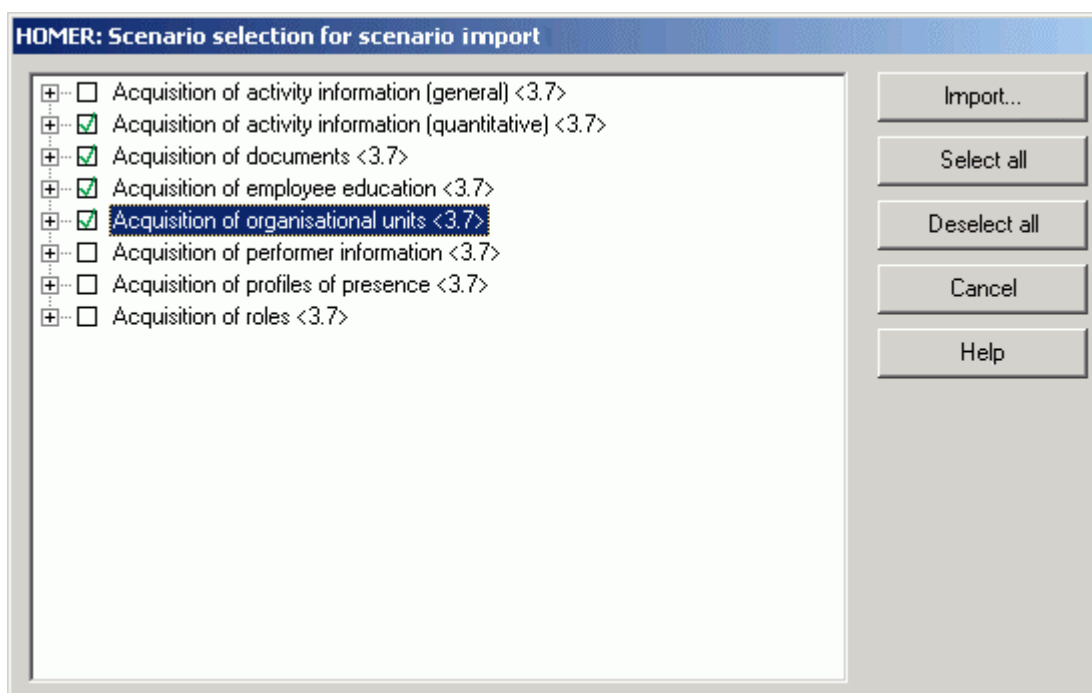 HOMER: Scenario selection for scenario import
Acquisition of activity information (general) <3.7>
Acquisition of activity information (quantitative) <3.7>
Acquisition of documents <3.7>
Acquisition of employee education <3.7>
Acquisition of organisational units <3.7>
Acquisition of performer information <3.7>
Acquisition of profiles of presence <3.7>
Acquisition of roles <3.7>
Import...
Select all
Deselect all
Cancel
Help